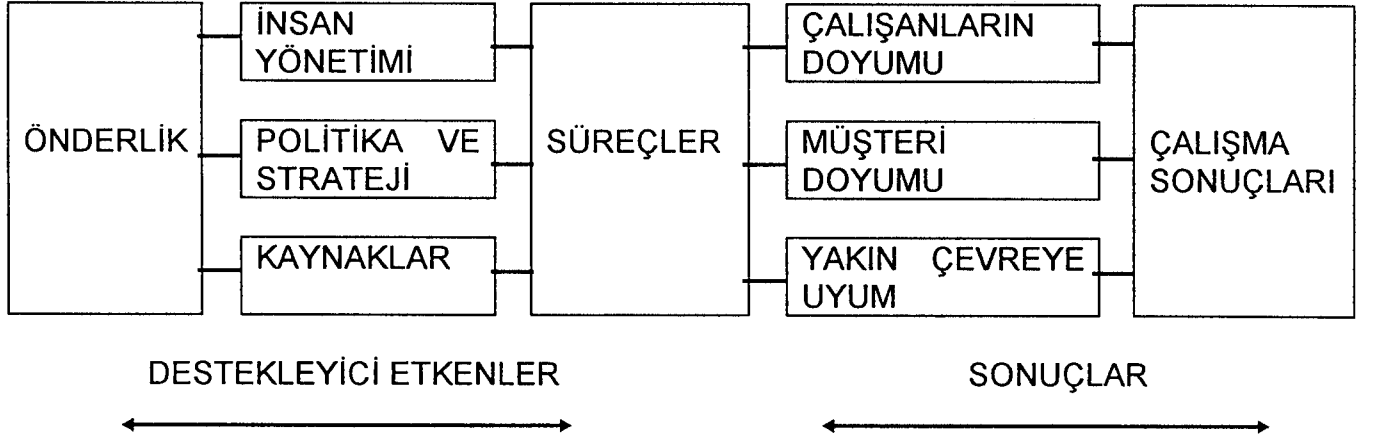 ÖNDERLİK
İNSAN
YÖNETİMİ
POLİTİKA VE
STRATEJİ
KAYNAKLAR
SÜREÇLER
ÇALIŞANLARIN
DOYUMU
MÜŞTERİ
DOYUMU
YAKIN ÇEVREYE
UYUM
ÇALIŞMA
SONUÇLARI
DESTEKLEYİCİ ETKENLER
SONUÇLAR